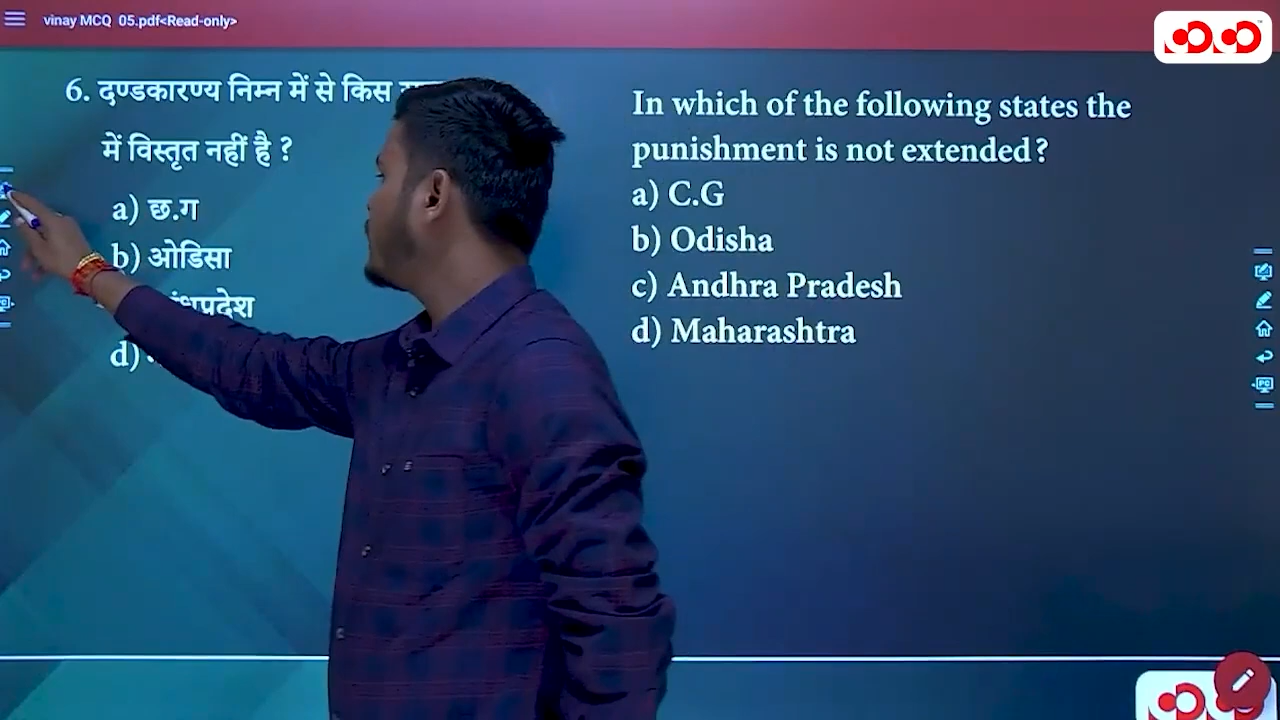 vinay MCQ 05.pdf<Read-only>
6. दण्डकारण्य निम्न में से किस
में विस्तृत नहीं है ?
a) छ.ग
b) ओडिसा
d)
In which of the following states the
punishment is not extended?
a) C.G
b) Odisha
c) Andhra Pradesh
d) Maharashtra